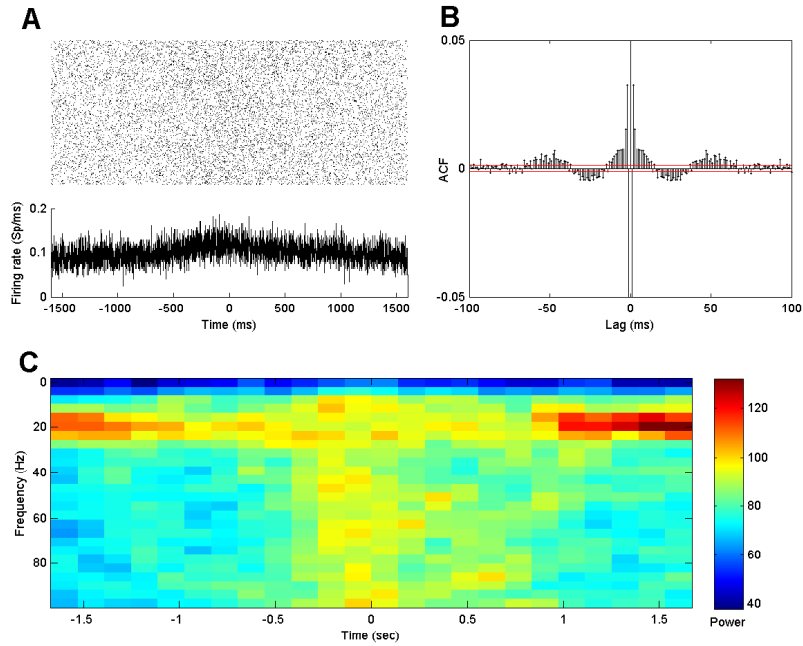 A
0.2
0.1
0
Firing rate (Sp/ms)
-1500 -1000 -500 0 500 1000 1500
Time (ms)
B
0.05
0
-0.05
ACF
-100 -50 0 50 100
Lag (ms)
C
0
20
40
60
80
Frequency (Hz)
-1.5 -1 -0.5 0 0.5 1 1.5
Time (sec)
120
100
80
60
40
Power